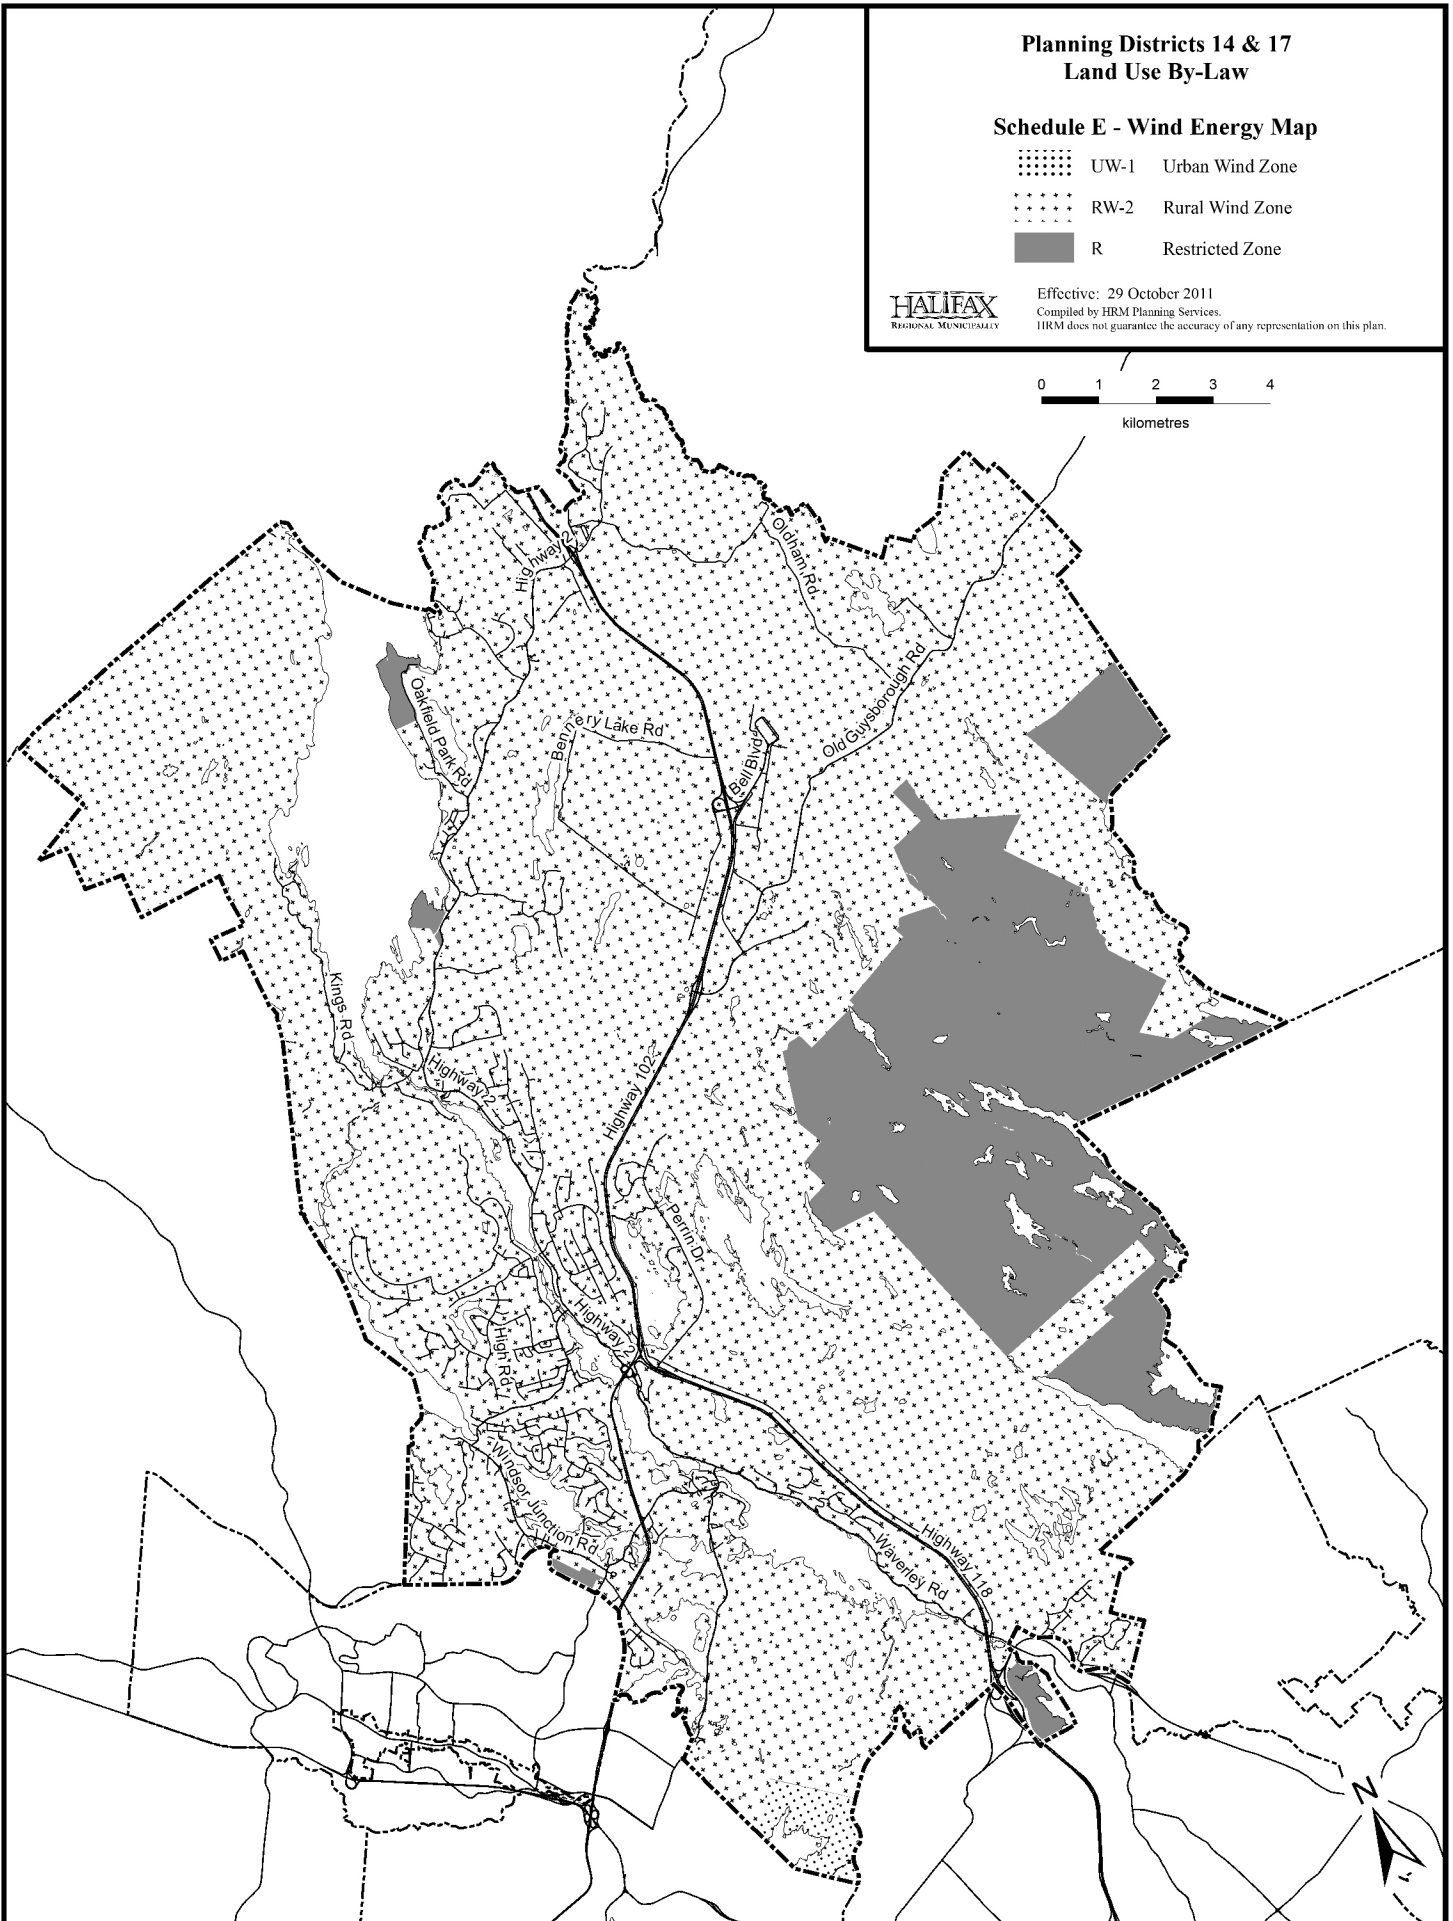 Planning Districts 14 & 17
Land Use By-Law
Schedule E - Wind Energy Map
UW-1 Urban Wind Zone
RW-2 Rural Wind Zone
R Restricted Zone
HALIFAX
REGIONAL MUNICIPALITY
Effective: 29 October 2011
Compiled by HRM Planning Services.
HRM does not guarantee the accuracy of any representation on this plan.
0 1 2 3 4
kilometres
Highway 2
Oldham Rd
Old Guysborough Rd
Oakfield Park Rd
Bennery Lake Rd
Bell Blvd
Kings Rd
Highway 2
Highway 102
Perrin Dr
Highway 2
High Rd
Windsor Junction Rd
Waverley Rd
Highway 118
N